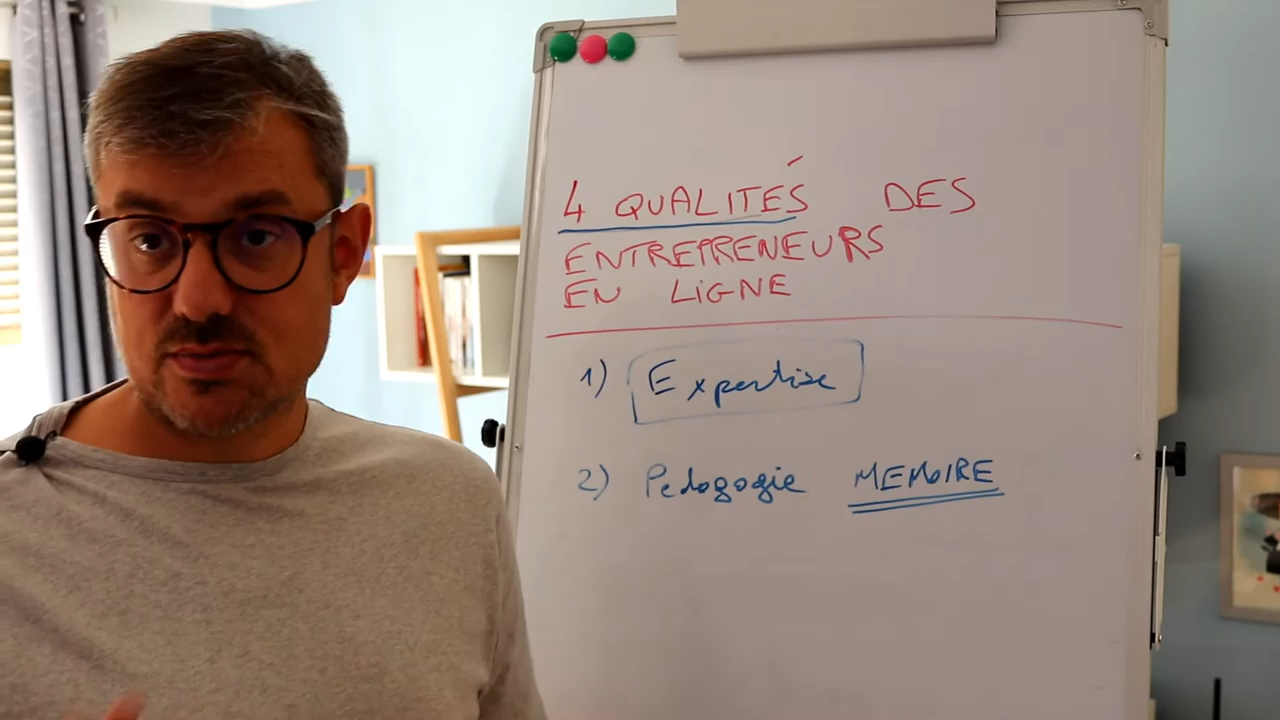 4 QUALITÉS DES
ENTREPRENEURS
EN LIGNE
1) Expertise
2) Pedagogie MEMOIRE